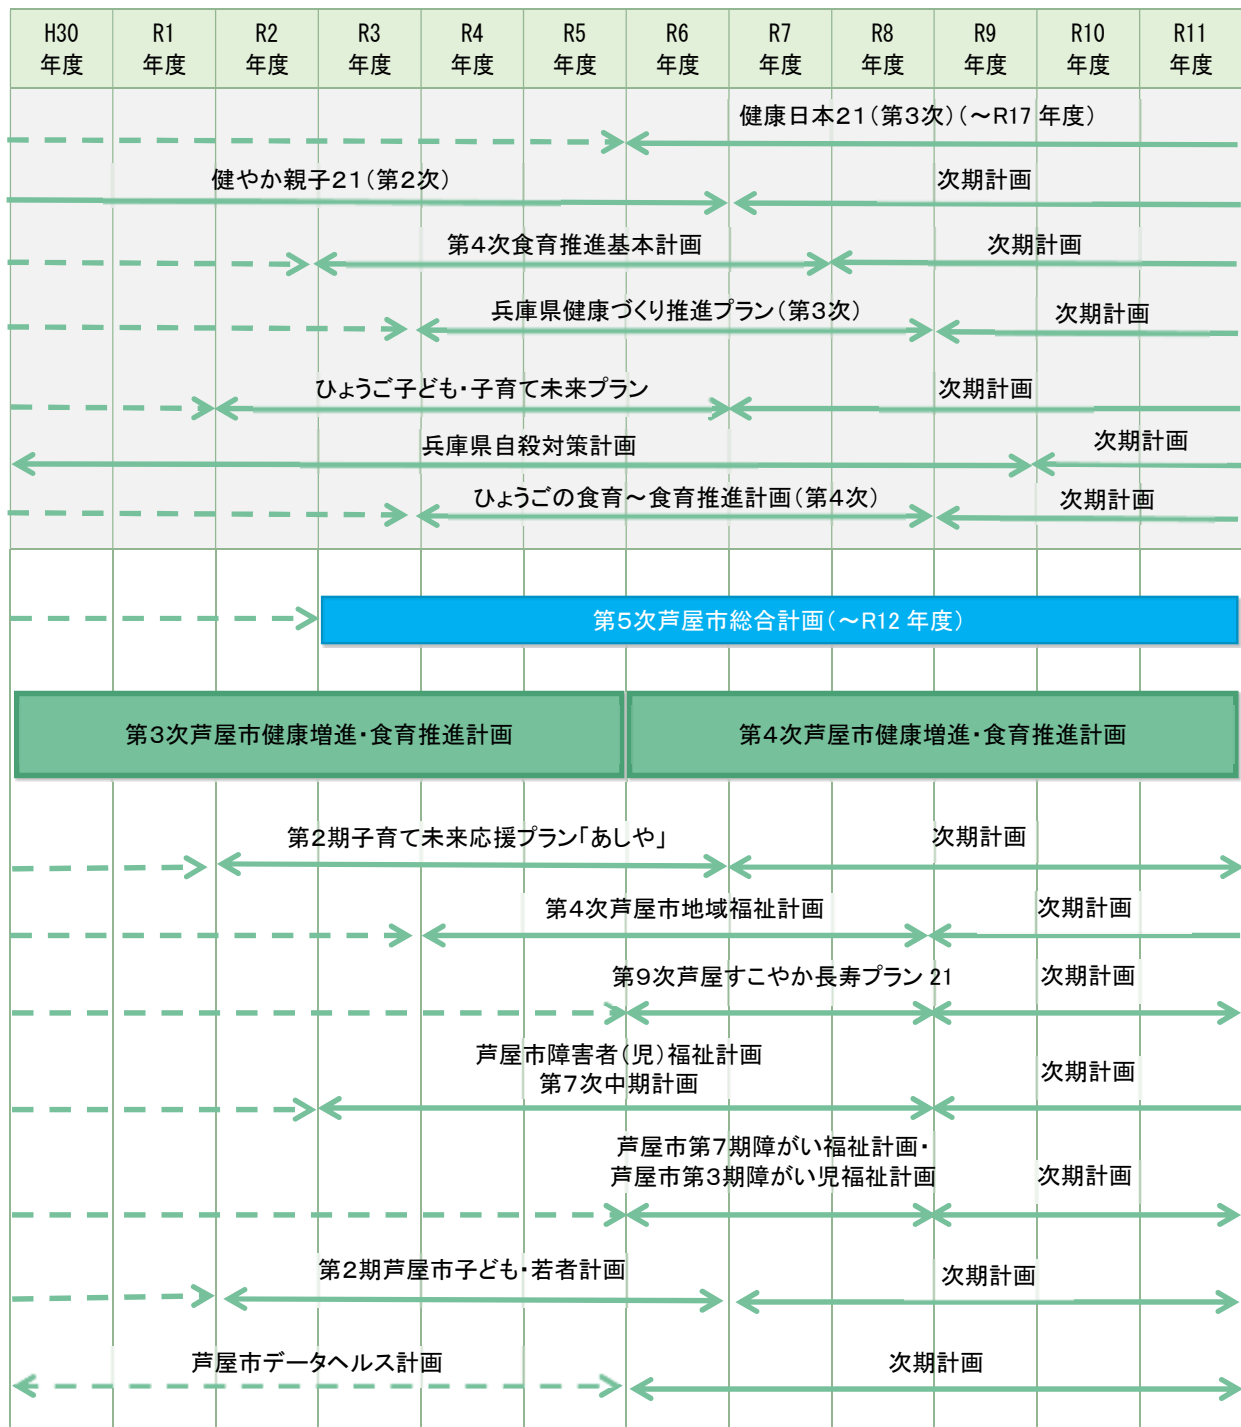 H30 R1 R2 R3 R4 R5 R6 R7 R8 R9 R10 R11
年度 年度 年度 年度 年度 年度 年度 年度 年度 年度 年度 年度
健康日本21(第3次)(～R17 年度)
健やか親子21(第2次) 次期計画
第4次食育推進基本計画 次期計画
兵庫県健康づくり推進プラン(第3次) 次期計画
ひょうご子ども・子育て未来プラン 次期計画
兵庫県自殺対策計画 次期計画
ひょうごの食育～食育推進計画(第4次) 次期計画
第5次芦屋市総合計画(～R12 年度)
第3次芦屋市健康増進・食育推進計画 第4次芦屋市健康増進・食育推進計画
第2期子育て未来応援プラン「あしや」 次期計画
第4次芦屋市地域福祉計画 次期計画
第9次芦屋すこやか長寿プラン 21 次期計画
芦屋市障害者(児)福祉計画
第7次中期計画 次期計画
芦屋市第7期障がい福祉計画・
芦屋市第3期障がい児福祉計画 次期計画
第2期芦屋市子ども・若者計画 次期計画
芦屋市データヘルス計画 次期計画